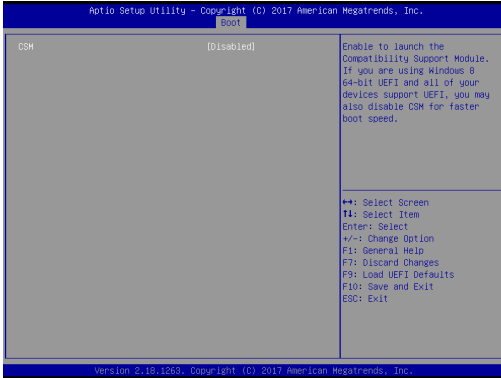 Aptio Setup Utility – Copyright (C) 2017 American Megatrends, Inc.
Boot
CSM [Disabled]
Enable to launch the
Compatibility Support Module.
If you are using Windows 8
64-bit UEFI and all of your
devices support UEFI, you may
also disable CSM for faster
boot speed.
↔: Select Screen
↑↓: Select Item
Enter: Select
+/-: Change Option
F1: General Help
F7: Discard Changes
F9: Load UEFI Defaults
F10: Save and Exit
ESC: Exit
Version 2.18.1263. Copyright (C) 2017 American Megatrends, Inc.